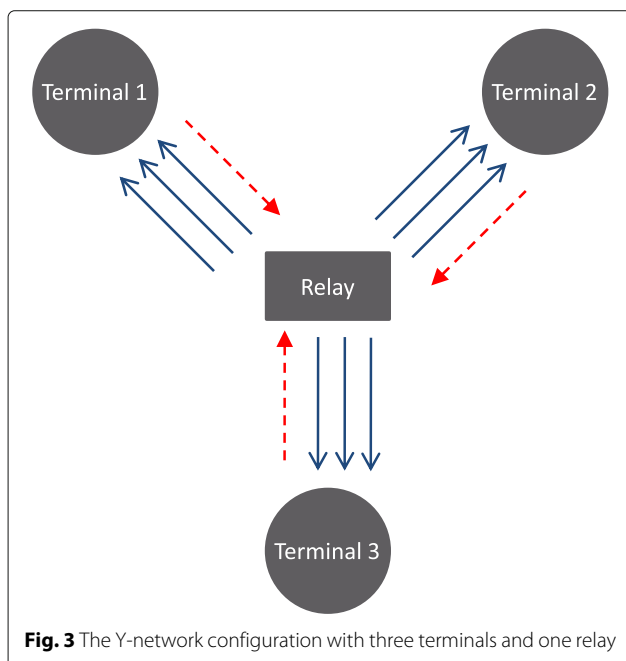 Terminal 1
Terminal 2
Relay
Terminal 3
Fig. 3 The Y-network configuration with three terminals and one relay